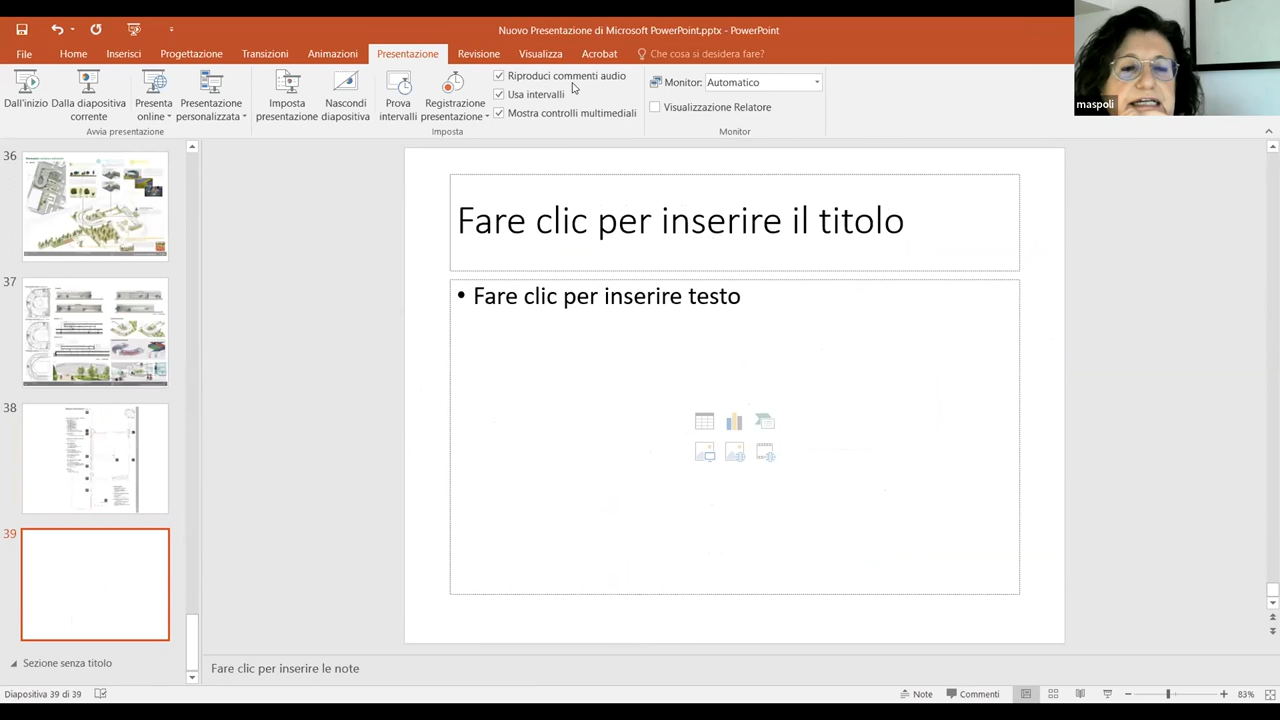 Nuovo Presentazione di Microsoft PowerPoint.pptx - PowerPoint
File Home Inserisci Progettazione Transizioni Animazioni Presentazione Revisione Visualizza Acrobat Che cosa si desidera fare?
Dall'inizio
Dalla diapositiva corrente
Presenta online
Presentazione personalizzata
Avvia presentazione
Imposta presentazione
Nascondi diapositiva
Prova intervalli
Registrazione presentazione
Riproduci commenti audio
Usa intervalli
Mostra controlli multimediali
Imposta
Monitor: Automatico
Visualizzazione Relatore
Monitor
maspoli
36
37
38
39
Sezione senza titolo
Fare clic per inserire il titolo
• Fare clic per inserire testo
Fare clic per inserire le note
Diapositiva 39 di 39
Note
Commenti
83%